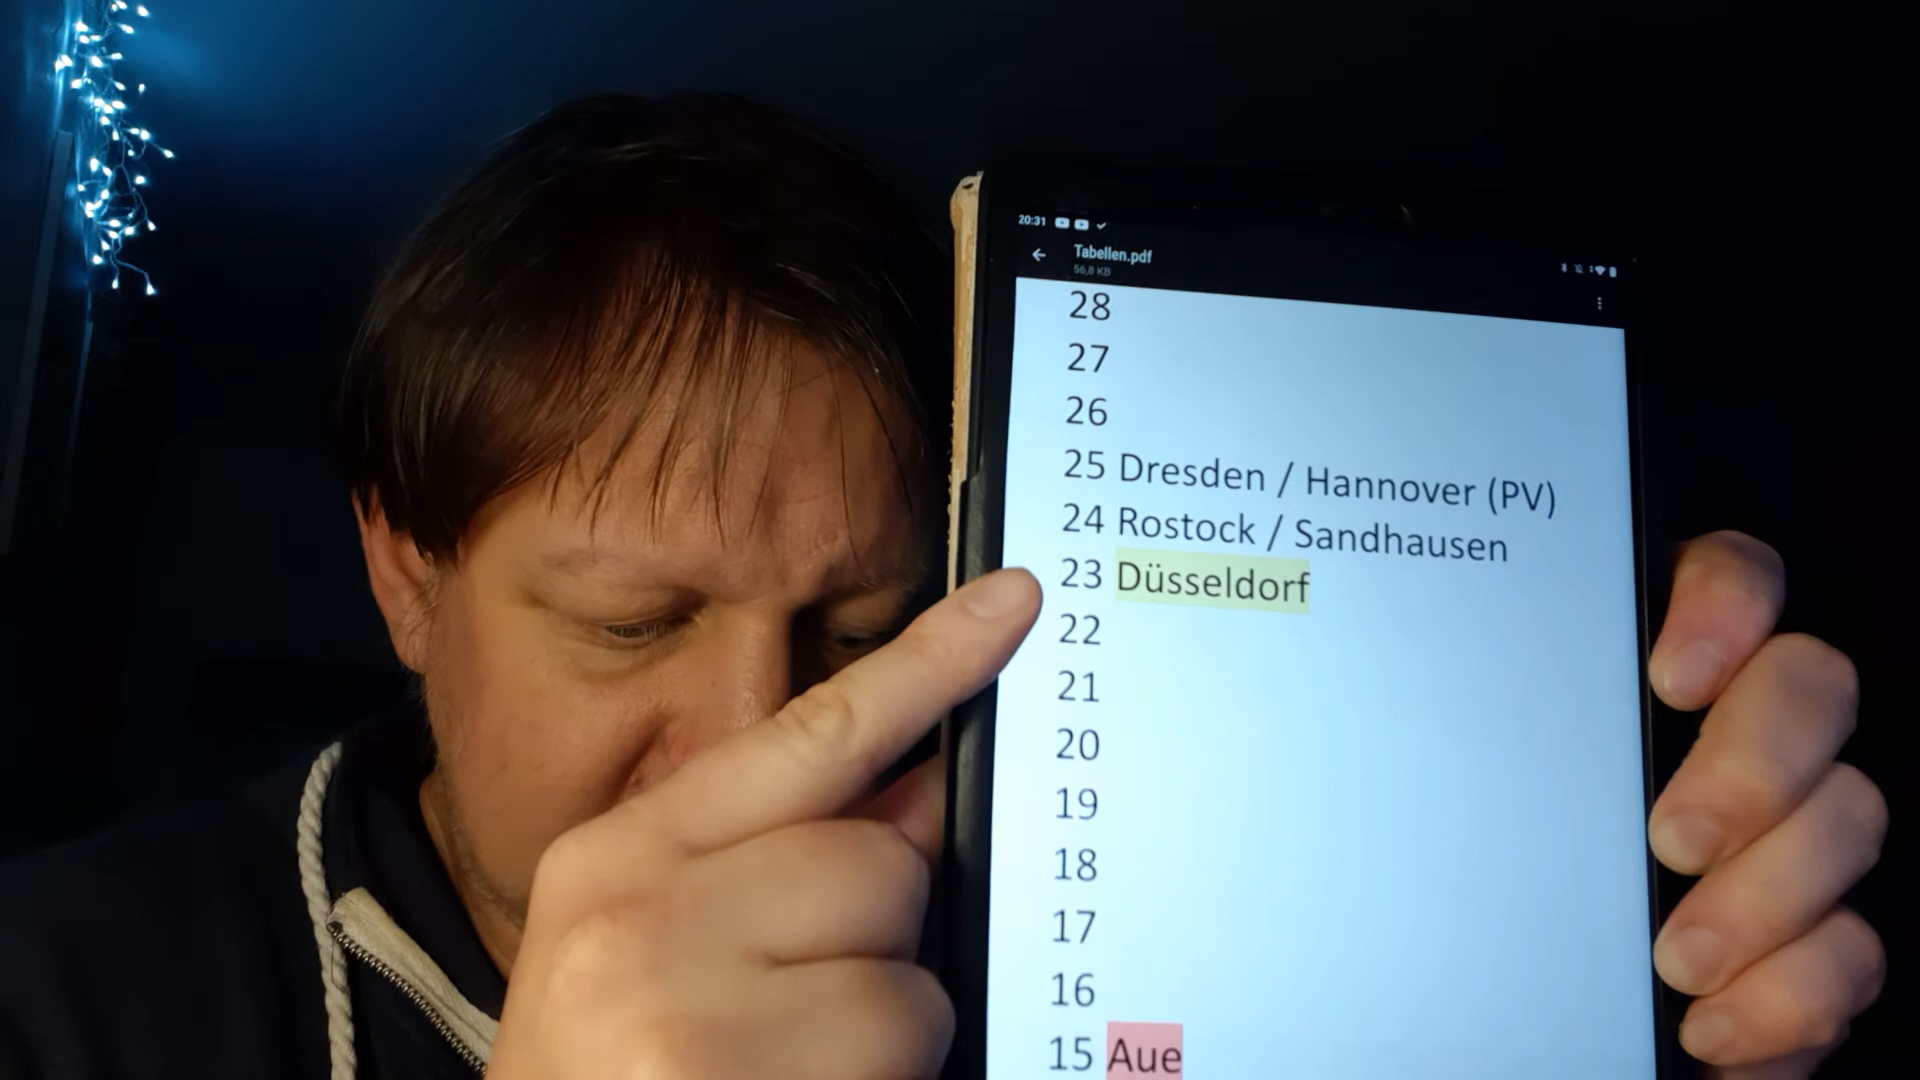 20:31
Tabellen.pdf
56,8 KB
28
27
26
25 Dresden / Hannover (PV)
24 Rostock / Sandhausen
23 Düsseldorf
22
21
20
19
18
17
16
15 Aue